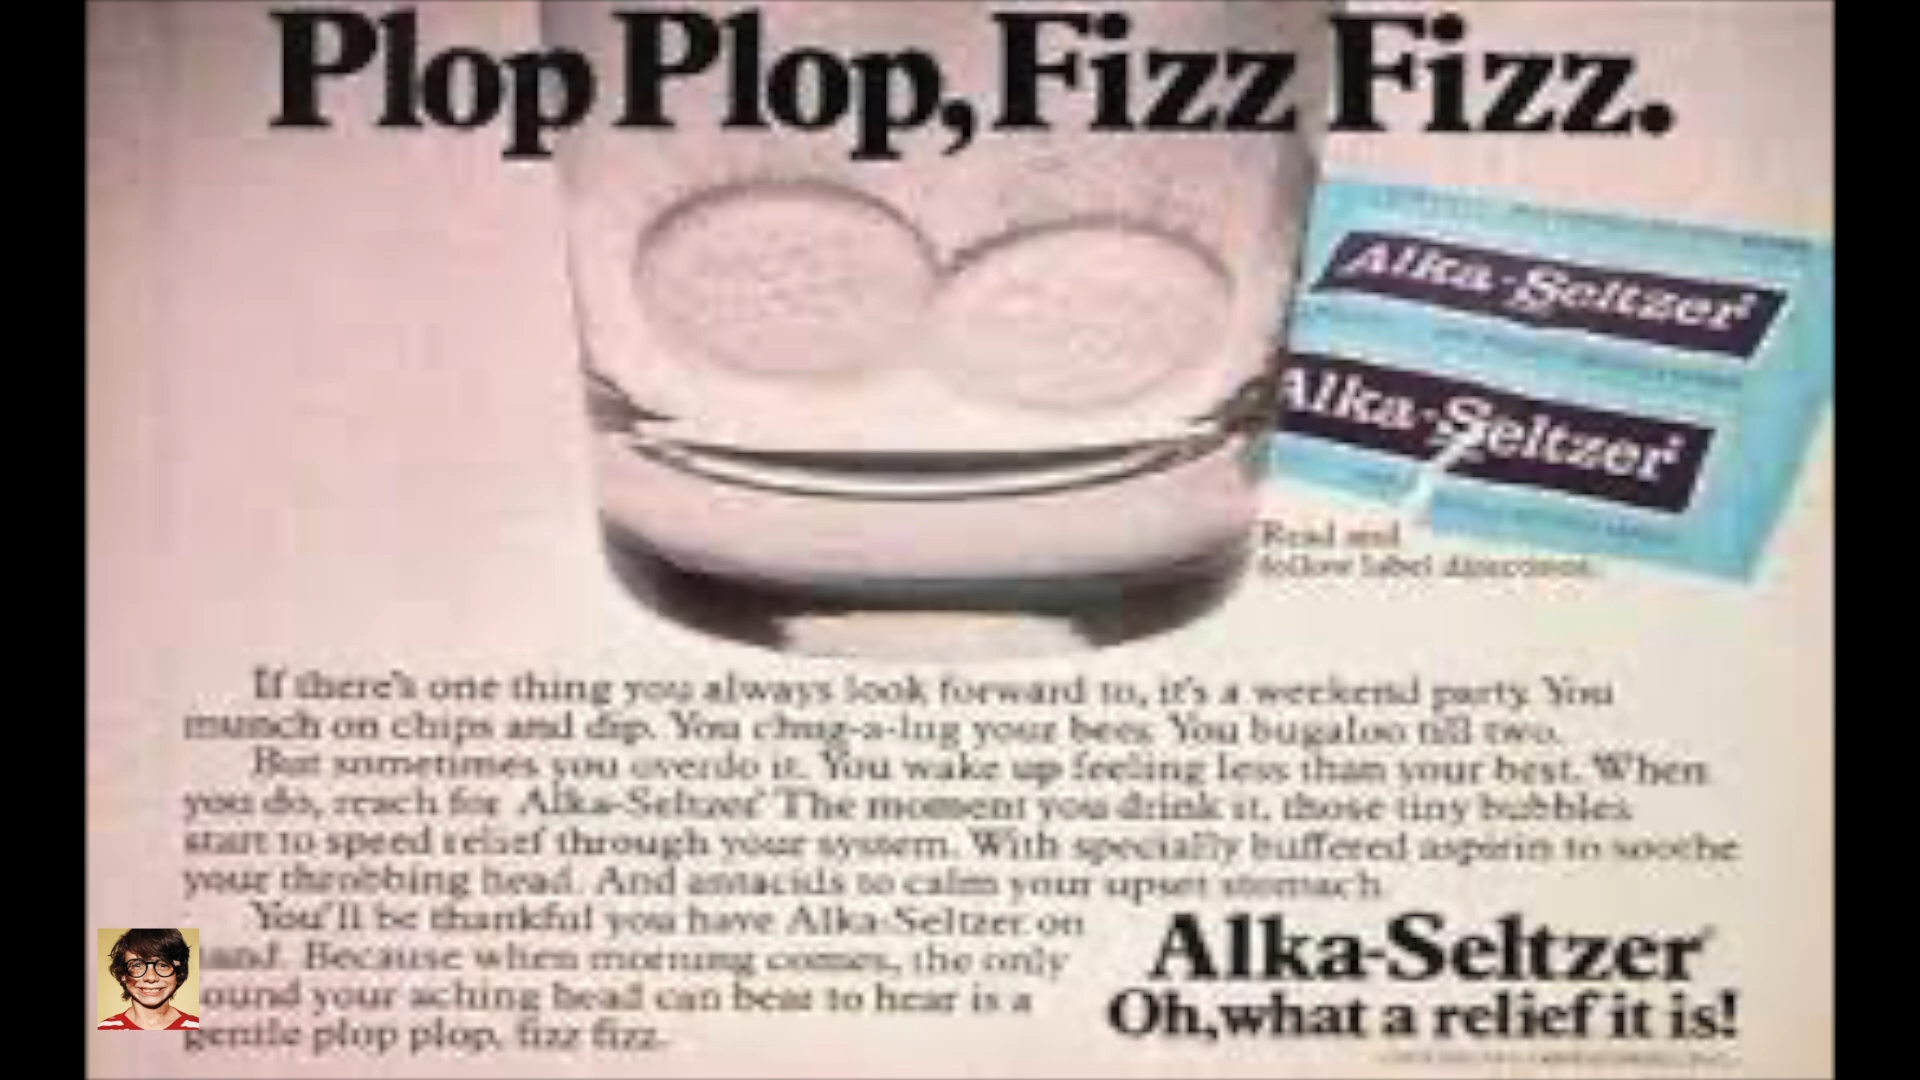 Plop Plop, Fizz Fizz.
Alka-Seltzer
Alka-Seltzer
Read and
follow label directions.
If there's one thing you always look forward to, it's a weekend party. You
munch on chips and dip. You chug-a-lug your beer. You bugaloo till two.
But sometimes you overdo it. You wake up feeling less than your best. When
you do, reach for Alka-Seltzer. The moment you drink it, those tiny bubbles
start to speed relief through your system. With specially buffered aspirin to soothe
your throbbing head. And antacids to calm your upset stomach.
You'll be thankful you have Alka-Seltzer on
hand. Because when morning comes, the only
sound your aching head can bear to hear is a
gentle plop plop, fizz fizz.
Alka-Seltzer
Oh, what a relief it is!